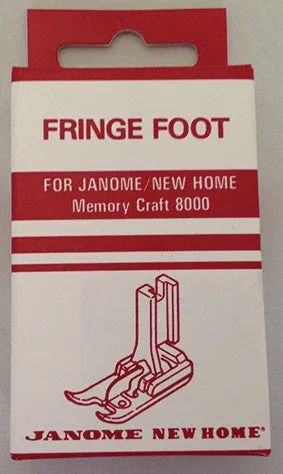 FRINGE FOOT
FOR JANOME/NEW HOME
Memory Craft 8000
JANOME NEW HOME®